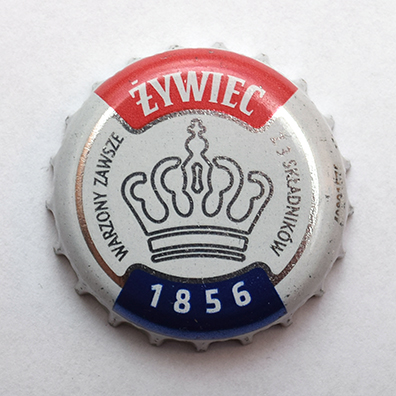 ŻYWIEC
WARZONY ZAWSZE
Z 3 SKŁADNIKÓW
1856